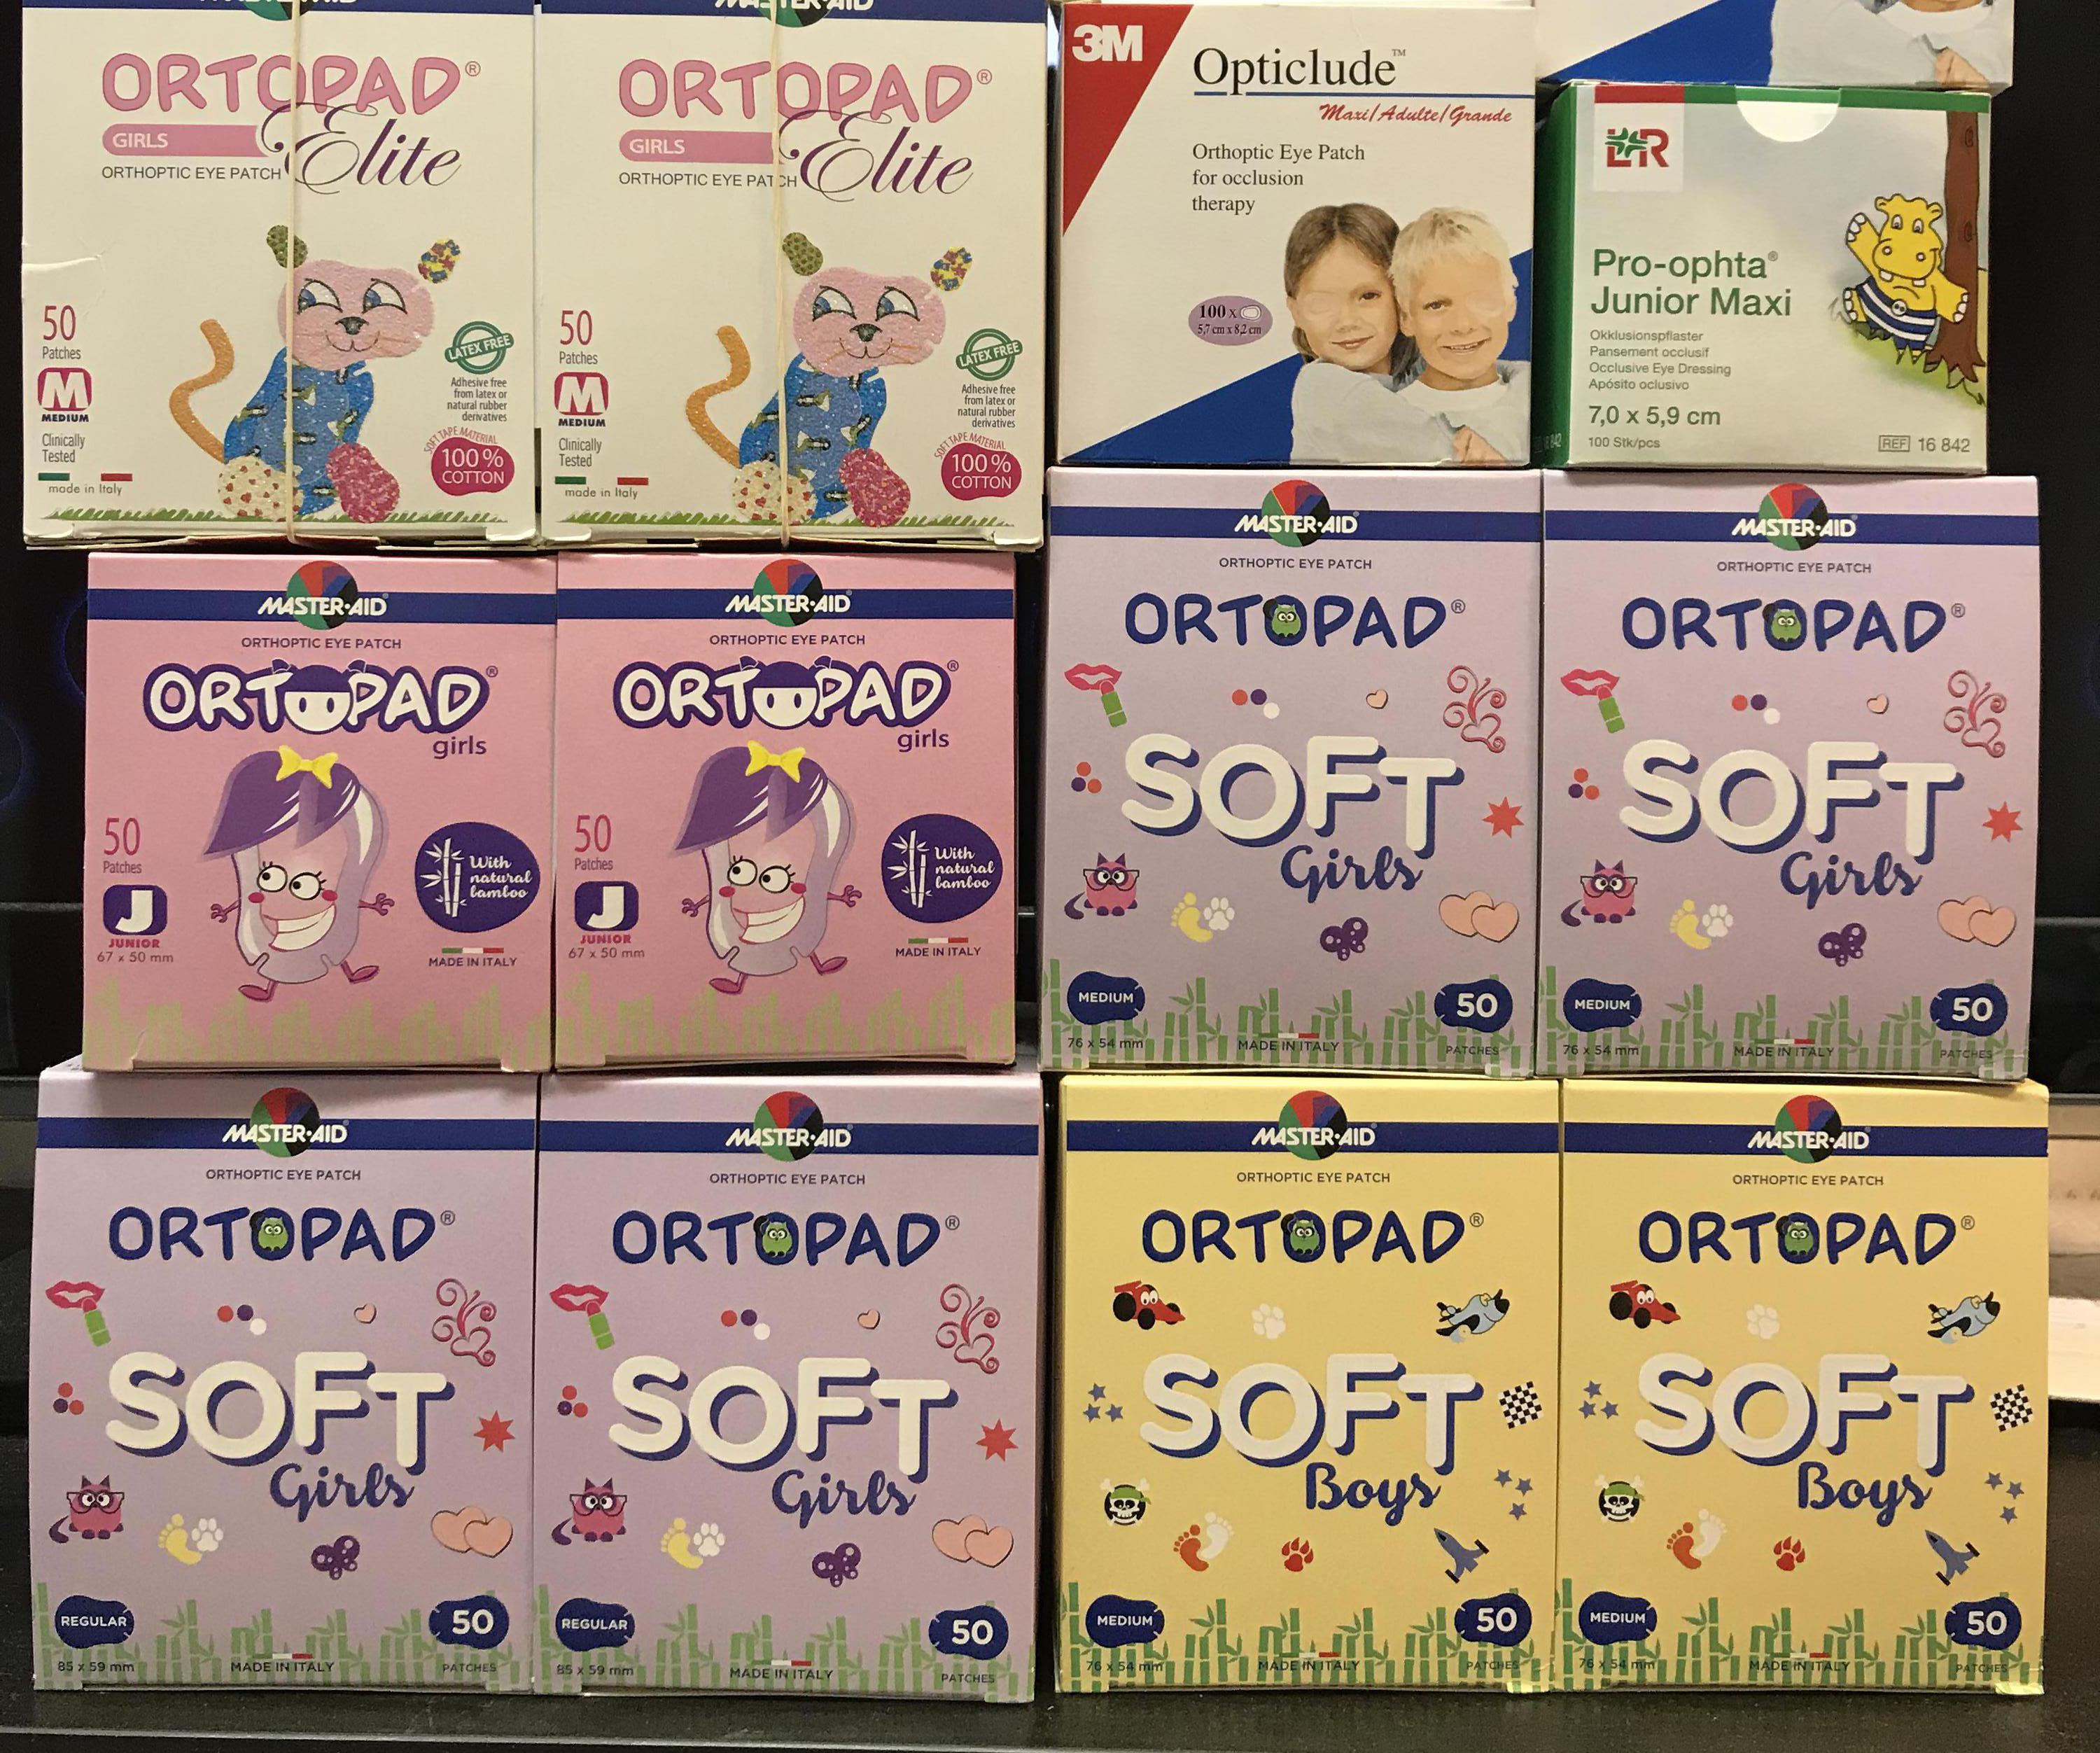 MASTER-AID
ORTOPAD®
GIRLS
Elite
ORTHOPTIC EYE PATCH
50
Patches
M
MEDIUM
Clinically
Tested
made in Italy
LATEX FREE
Adhesive free
from latex or
natural rubber
derivatives
SOFT TAPE MATERIAL
100%
COTTON
MASTER-AID
ORTOPAD®
GIRLS
Elite
ORTHOPTIC EYE PATCH
50
Patches
M
MEDIUM
Clinically
Tested
made in Italy
LATEX FREE
Adhesive free
from latex or
natural rubber
derivatives
SOFT TAPE MATERIAL
100%
COTTON
3M
Opticlude™
Maxi/Adulte/Grande
Orthoptic Eye Patch
for occlusion
therapy
100 x
5,7 cm x 8,2 cm
L&R
Pro-ophta®
Junior Maxi
Okklusionspflaster
Pansement occlusif
Occlusive Eye Dressing
Apósito oclusivo
7,0 x 5,9 cm
100 Stk/pcs
REF 16 842
MASTER·AID
ORTHOPTIC EYE PATCH
ORTOPAD®
girls
50
Patches
J
JUNIOR
67 x 50 mm
With
natural
bamboo
MADE IN ITALY
MASTER·AID
ORTHOPTIC EYE PATCH
ORTOPAD®
girls
50
Patches
J
JUNIOR
67 x 50 mm
With
natural
bamboo
MADE IN ITALY
MASTER·AID®
ORTHOPTIC EYE PATCH
ORTOPAD®
SOFT
Girls
MEDIUM
50
76 x 54 mm
MADE IN ITALY
PATCHES
MASTER·AID®
ORTHOPTIC EYE PATCH
ORTOPAD®
SOFT
Girls
MEDIUM
50
76 x 54 mm
MADE IN ITALY
PATCHES
MASTER·AID®
ORTHOPTIC EYE PATCH
ORTOPAD®
SOFT
Girls
REGULAR
50
85 x 59 mm
MADE IN ITALY
PATCHES
MASTER·AID®
ORTHOPTIC EYE PATCH
ORTOPAD®
SOFT
Girls
REGULAR
50
85 x 59 mm
MADE IN ITALY
PATCHES
MASTER·AID®
ORTHOPTIC EYE PATCH
ORTOPAD®
SOFT
Boys
MEDIUM
50
76 x 54 mm
MADE IN ITALY
PATCHES
MASTER·AID®
ORTHOPTIC EYE PATCH
ORTOPAD®
SOFT
Boys
MEDIUM
50
76 x 54 mm
MADE IN ITALY
PATCHES